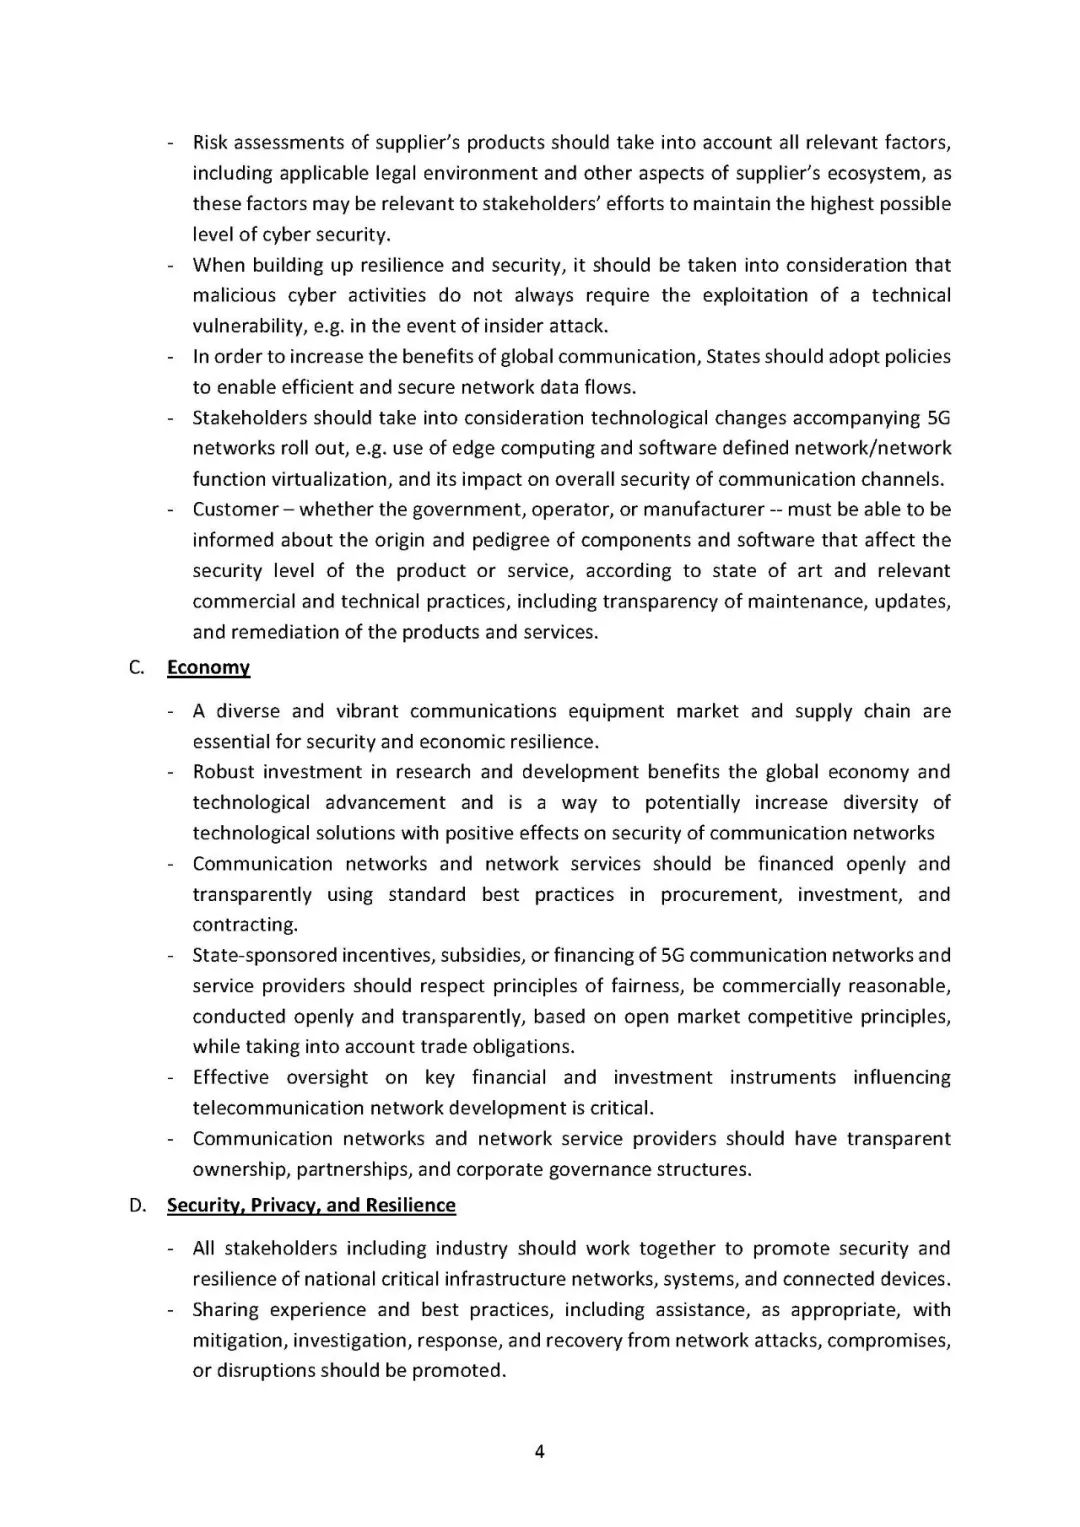 - Risk assessments of supplier’s products should take into account all relevant factors,
including applicable legal environment and other aspects of supplier’s ecosystem, as
these factors may be relevant to stakeholders’ efforts to maintain the highest possible
level of cyber security.
- When building up resilience and security, it should be taken into consideration that
malicious cyber activities do not always require the exploitation of a technical
vulnerability, e.g. in the event of insider attack.
- In order to increase the benefits of global communication, States should adopt policies
to enable efficient and secure network data flows.
- Stakeholders should take into consideration technological changes accompanying 5G
networks roll out, e.g. use of edge computing and software defined network/network
function virtualization, and its impact on overall security of communication channels.
- Customer – whether the government, operator, or manufacturer -- must be able to be
informed about the origin and pedigree of components and software that affect the
security level of the product or service, according to state of art and relevant
commercial and technical practices, including transparency of maintenance, updates,
and remediation of the products and services.
C. Economy
- A diverse and vibrant communications equipment market and supply chain are
essential for security and economic resilience.
- Robust investment in research and development benefits the global economy and
technological advancement and is a way to potentially increase diversity of
technological solutions with positive effects on security of communication networks
- Communication networks and network services should be financed openly and
transparently using standard best practices in procurement, investment, and
contracting.
- State-sponsored incentives, subsidies, or financing of 5G communication networks and
service providers should respect principles of fairness, be commercially reasonable,
conducted openly and transparently, based on open market competitive principles,
while taking into account trade obligations.
- Effective oversight on key financial and investment instruments influencing
telecommunication network development is critical.
- Communication networks and network service providers should have transparent
ownership, partnerships, and corporate governance structures.
D. Security, Privacy, and Resilience
- All stakeholders including industry should work together to promote security and
resilience of national critical infrastructure networks, systems, and connected devices.
- Sharing experience and best practices, including assistance, as appropriate, with
mitigation, investigation, response, and recovery from network attacks, compromises,
or disruptions should be promoted.
4